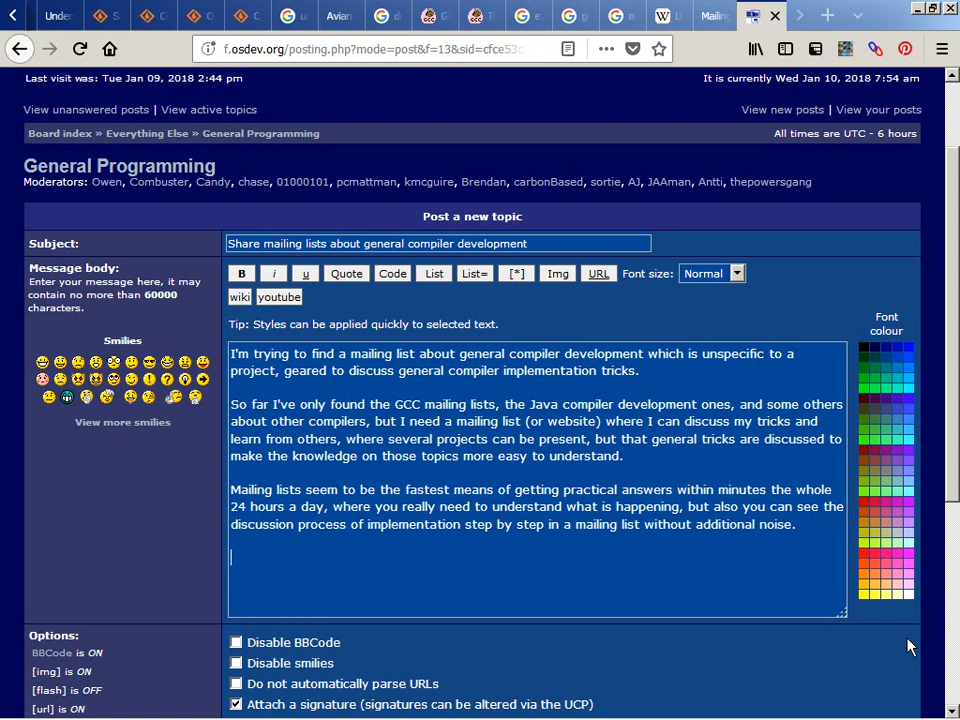 Unde
S
C
O
C
u
Avian
d
G
Th
e
g
m
W
U
Mailing
f.osdev.org/posting.php?mode=post&f=13&sid=cfce53c
Last visit was: Tue Jan 09, 2018 2:44 pm
It is currently Wed Jan 10, 2018 7:54 am
View unanswered posts | View active topics
View new posts | View your posts
Board index » Everything Else » General Programming
All times are UTC - 6 hours
General Programming
Moderators: Owen, Combuster, Candy, chase, 01000101, pcmattman, kmcguire, Brendan, carbonBased, sortie, AJ, JAAman, Antti, thepowersgang
Post a new topic
Subject:
Share mailing lists about general compiler development
Message body:
Enter your message here, it may
contain no more than 60000
characters.
B
i
u
Quote
Code
List
List=
[*]
Img
URL
Font size:
Normal
wiki
youtube
Tip: Styles can be applied quickly to selected text.
Font
colour
Smilies
View more smilies
I'm trying to find a mailing list about general compiler development which is unspecific to a
project, geared to discuss general compiler implementation tricks.
So far I've only found the GCC mailing lists, the Java compiler development ones, and some others
about other compilers, but I need a mailing list (or website) where I can discuss my tricks and
learn from others, where several projects can be present, but that general tricks are discussed to
make the knowledge on those topics more easy to understand.
Mailing lists seem to be the fastest means of getting practical answers within minutes the whole
24 hours a day, where you really need to understand what is happening, but also you can see the
discussion process of implementation step by step in a mailing list without additional noise.
Options:
BBCode is ON
[img] is ON
[flash] is OFF
[url] is ON
Disable BBCode
Disable smilies
Do not automatically parse URLs
Attach a signature (signatures can be altered via the UCP)